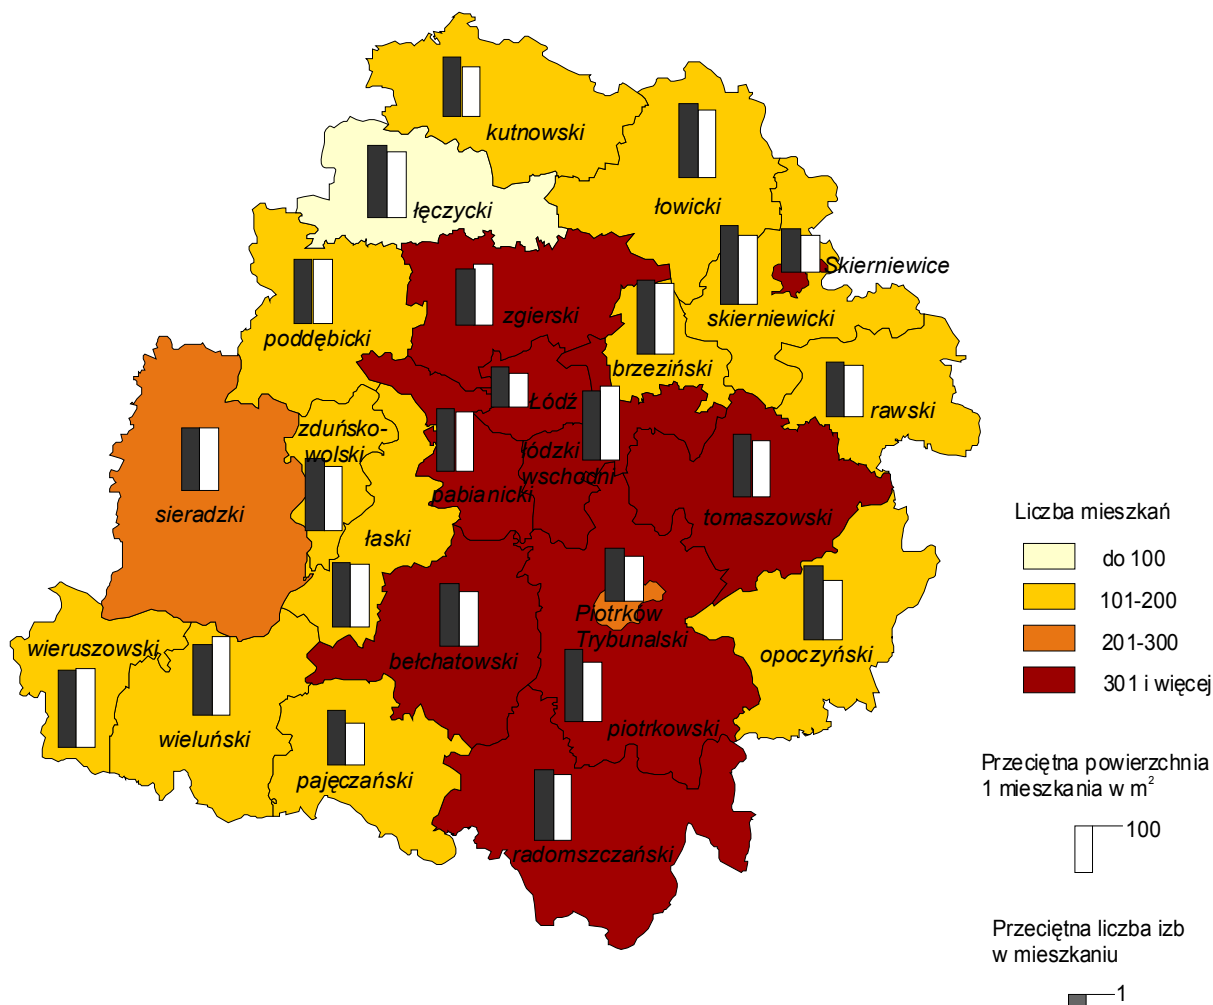 kutnowski
łęczycki
łowicki
Skierniewice
zgierski
skierniewicki
poddębicki
brzeziński
rawski
Łódź
zduńsko-
wolski
łódzki
wschodni
pabianicki
sieradzki
łaski
tomaszowski
Piotrków
Trybunalski
wieruszowski
bełchatowski
opoczyński
piotrkowski
wieluński
pajęczański
radomszczański
Liczba mieszkań
do 100
101-200
201-300
301 i więcej
Przeciętna powierzchnia
1 mieszkania w m²
100
Przeciętna liczba izb
w mieszkaniu
1